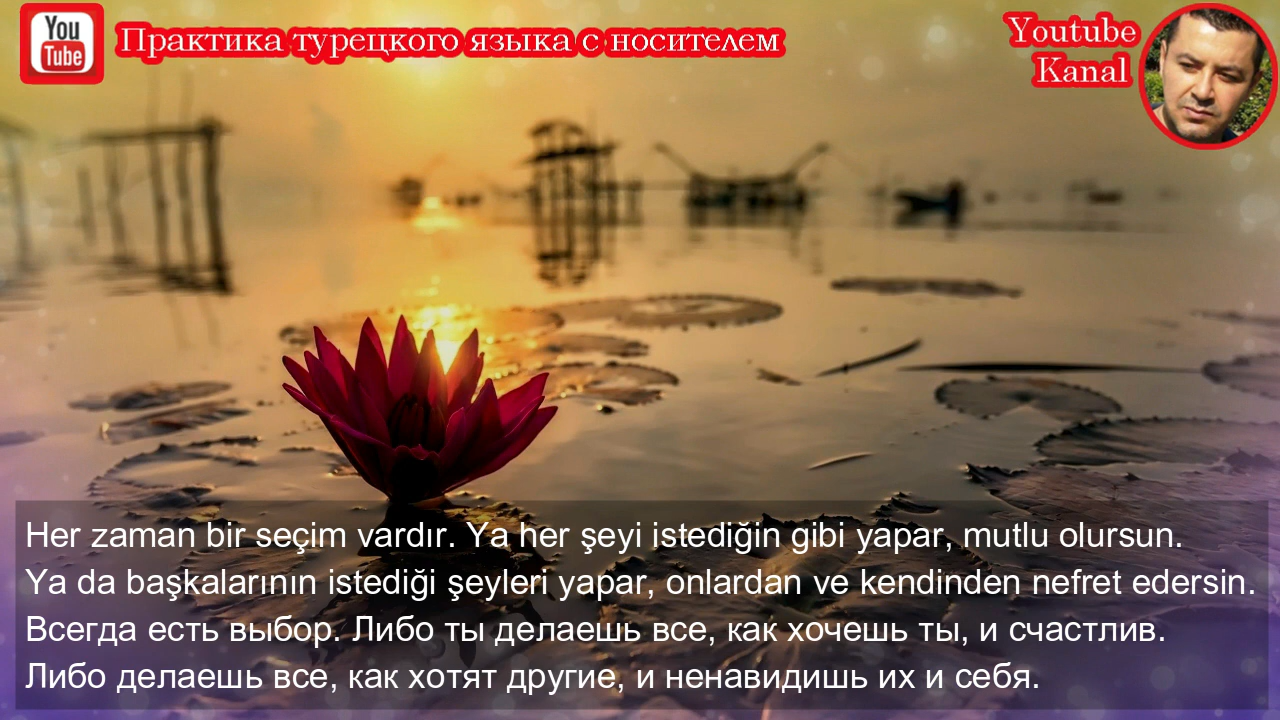 You
Tube
Практика турецкого языка с носителем
Youtube
Kanal
Her zaman bir seçim vardır. Ya her şeyi istediğin gibi yapar, mutlu olursun.
Ya da başkalarının istediği şeyleri yapar, onlardan ve kendinden nefret edersin.
Всегда есть выбор. Либо ты делаешь все, как хочешь ты, и счастлив.
Либо делаешь все, как хотят другие, и ненавидишь их и себя.